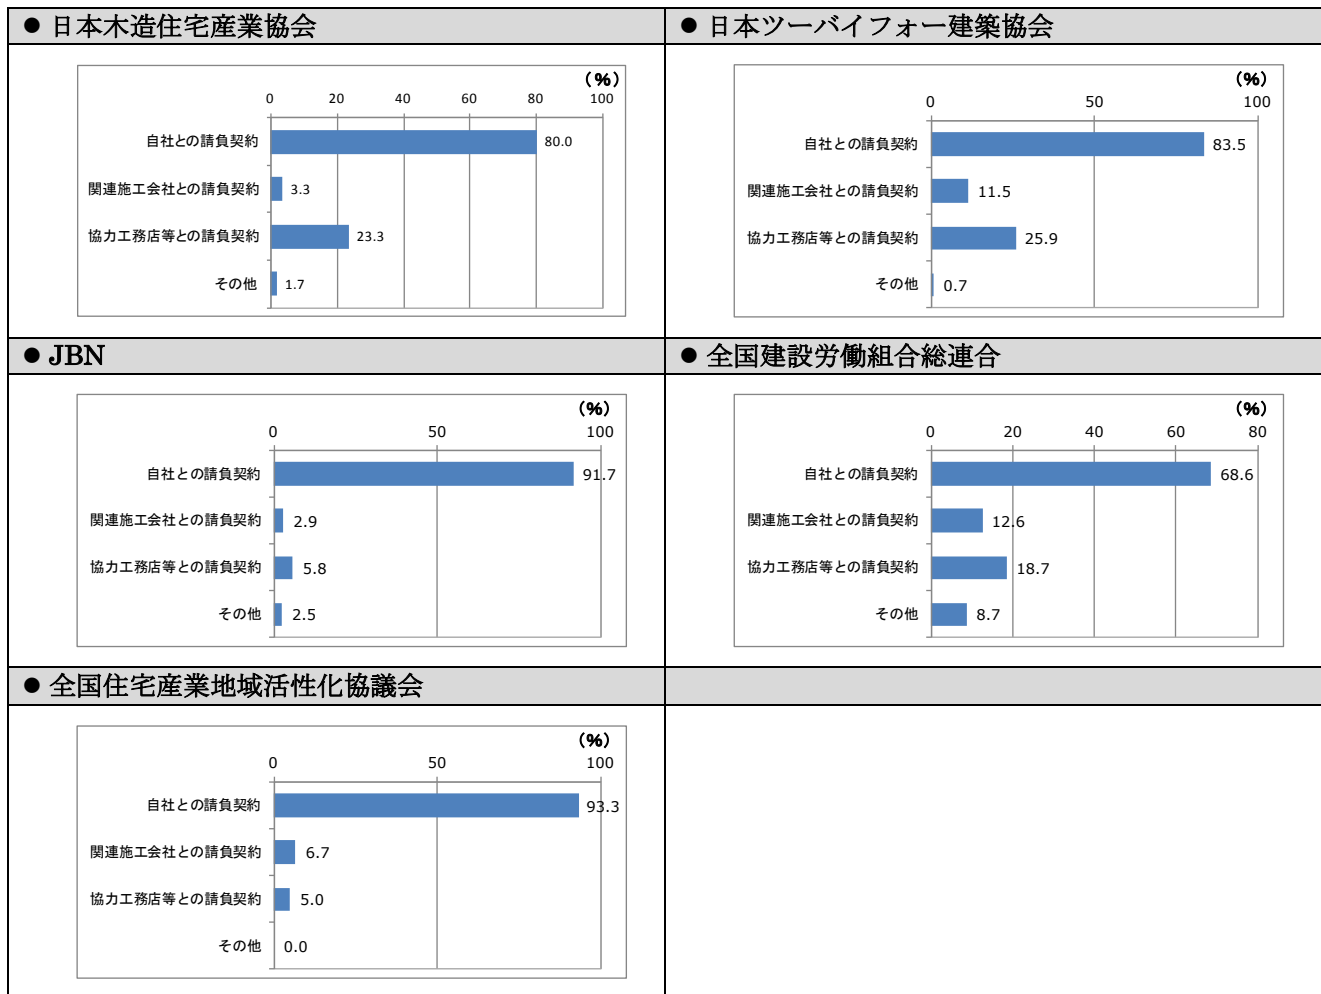 ● 日本木造住宅産業協会
(%)
0 20 40 60 80 100
自社との請負契約 80.0
関連施工会社との請負契約 3.3
協力工務店等との請負契約 23.3
その他 1.7
● 日本ツーバイフォー建築協会
(%)
0 50 100
自社との請負契約 83.5
関連施工会社との請負契約 11.5
協力工務店等との請負契約 25.9
その他 0.7
● JBN
(%)
0 50 100
自社との請負契約 91.7
関連施工会社との請負契約 2.9
協力工務店等との請負契約 5.8
その他 2.5
● 全国建設労働組合総連合
(%)
0 20 40 60 80
自社との請負契約 68.6
関連施工会社との請負契約 12.6
協力工務店等との請負契約 18.7
その他 8.7
● 全国住宅産業地域活性化協議会
(%)
0 50 100
自社との請負契約 93.3
関連施工会社との請負契約 6.7
協力工務店等との請負契約 5.0
その他 0.0